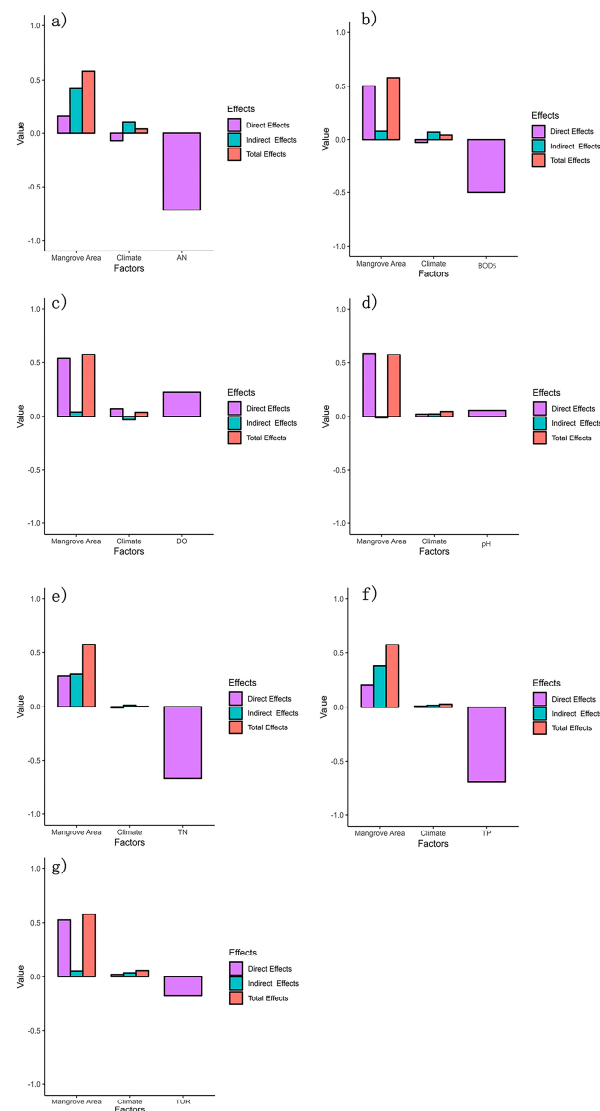 a)
1.0
0.5
0.0
-0.5
-1.0
Value
Mangrove Area Climate AN
Factors
Effects
Direct Effects
Indirect Effects
Total Effects
b)
1.0
0.5
0.0
-0.5
-1.0
Value
Mangrove Area Climate BOD5
Factors
Effects
Direct Effects
Indirect Effects
Total Effects
c)
1.0
0.5
0.0
-0.5
-1.0
Value
Mangrove Area Climate DO
Factors
Effects
Direct Effects
Indirect Effects
Total Effects
d)
1.0
0.5
0.0
-0.5
-1.0
Value
Mangrove Area Climate pH
Factors
Effects
Direct Effects
Indirect Effects
Total Effects
e)
1.0
0.5
0.0
-0.5
-1.0
Value
Mangrove Area Climate TN
Factors
Effects
Direct Effects
Indirect Effects
Total Effects
f)
1.0
0.5
0.0
-0.5
-1.0
Value
Mangrove Area Climate TP
Factors
Effects
Direct Effects
Indirect Effects
Total Effects
g)
1.0
0.5
0.0
-0.5
-1.0
Value
Mangrove Area Climate TUR
Factors
Effects
Direct Effects
Indirect Effects
Total Effects